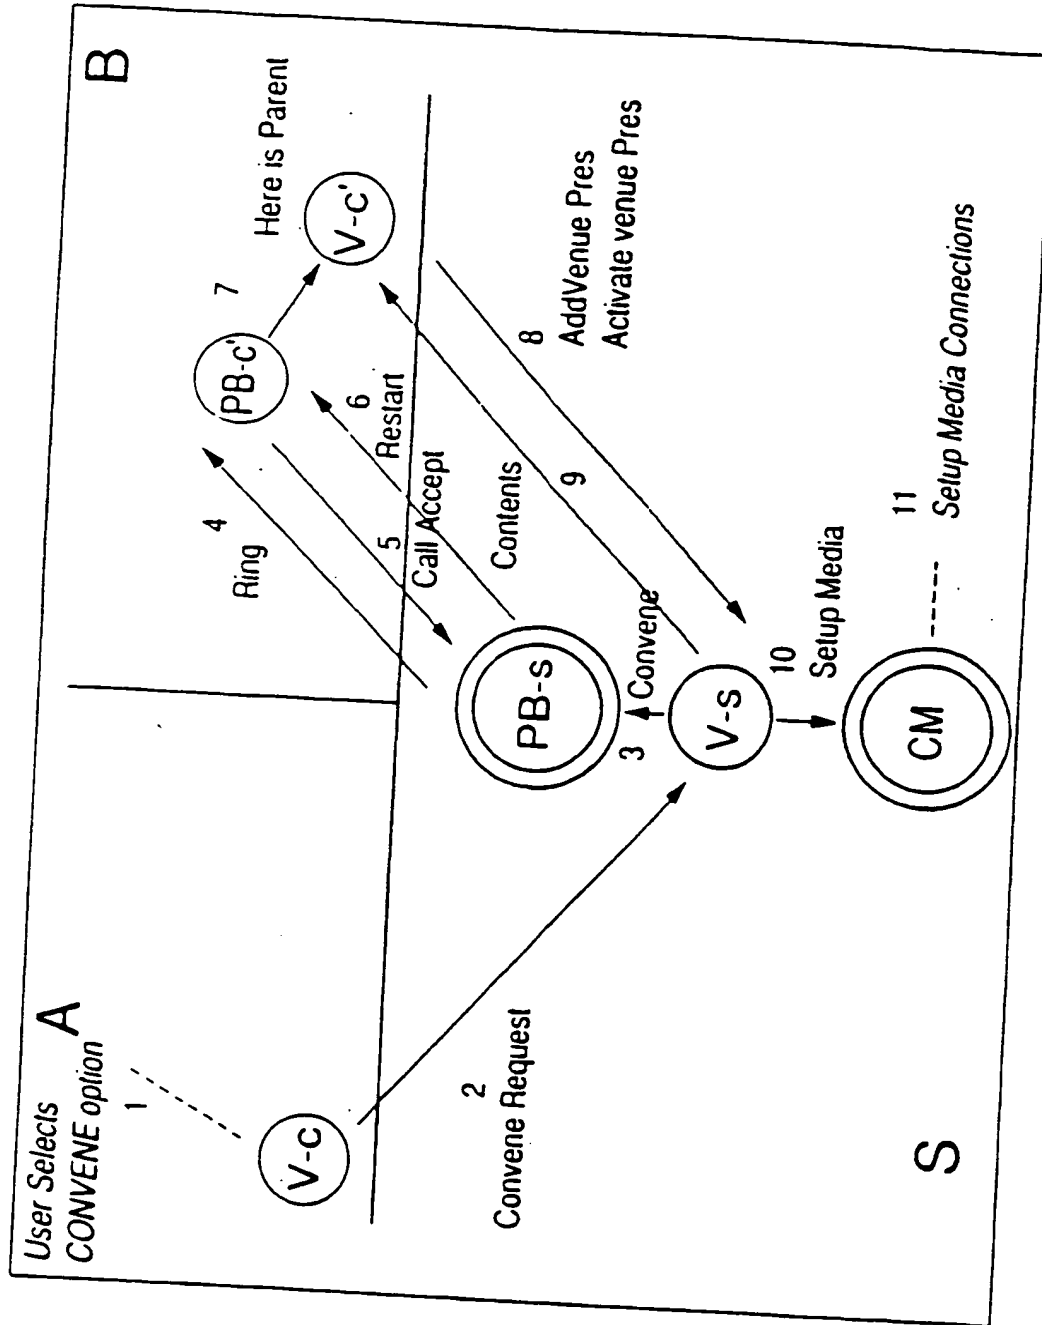 User Selects
CONVENE option
A
1
V-c
2
Convene Request
S
B
4
Ring
PB-c'
7
Here is Parent
V-c'
5
Call Accept
6
Restart
Contents
PB-s
3
Convene
V-s
9
8
AddVenue Pres
Activate venue Pres
10
Setup Media
CM
11
Setup Media Connections